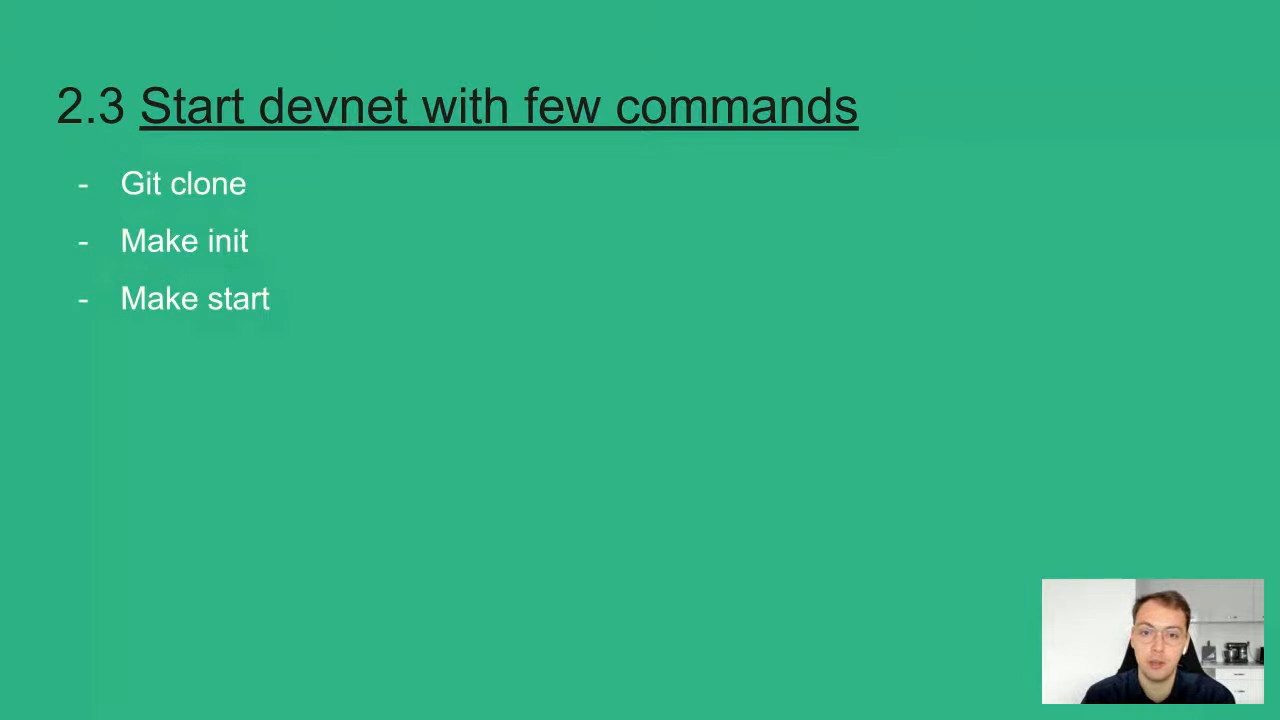 2.3 Start devnet with few commands
- Git clone
- Make init
- Make start